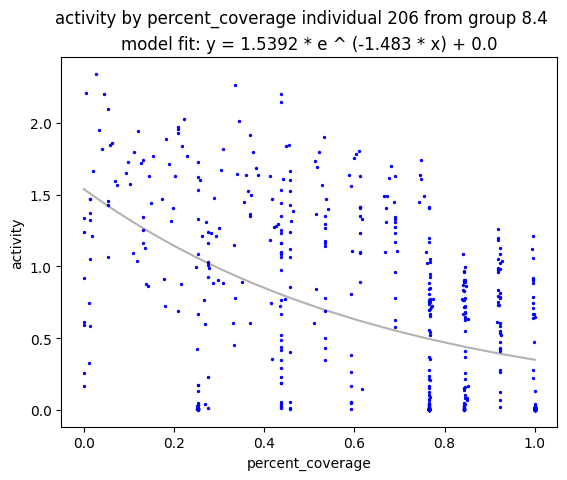 activity by percent_coverage individual 206 from group 8.4
model fit: y = 1.5392 * e ^ (-1.483 * x) + 0.0
activity
2.0
1.5
1.0
0.5
0.0
0.0 0.2 0.4 0.6 0.8 1.0
percent_coverage